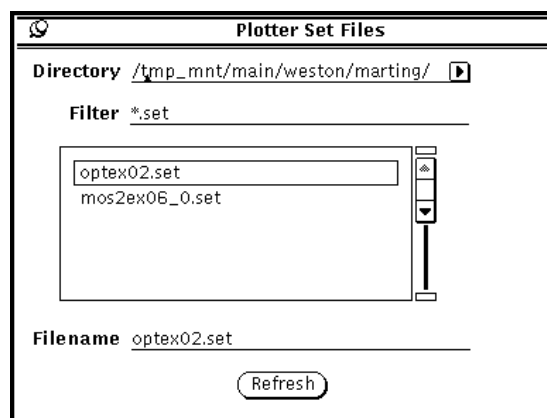 Plotter Set Files
Directory /tmp_mnt/main/weston/marting/
Filter *.set
optex02.set
mos2ex06_0.set
Filename optex02.set
Refresh